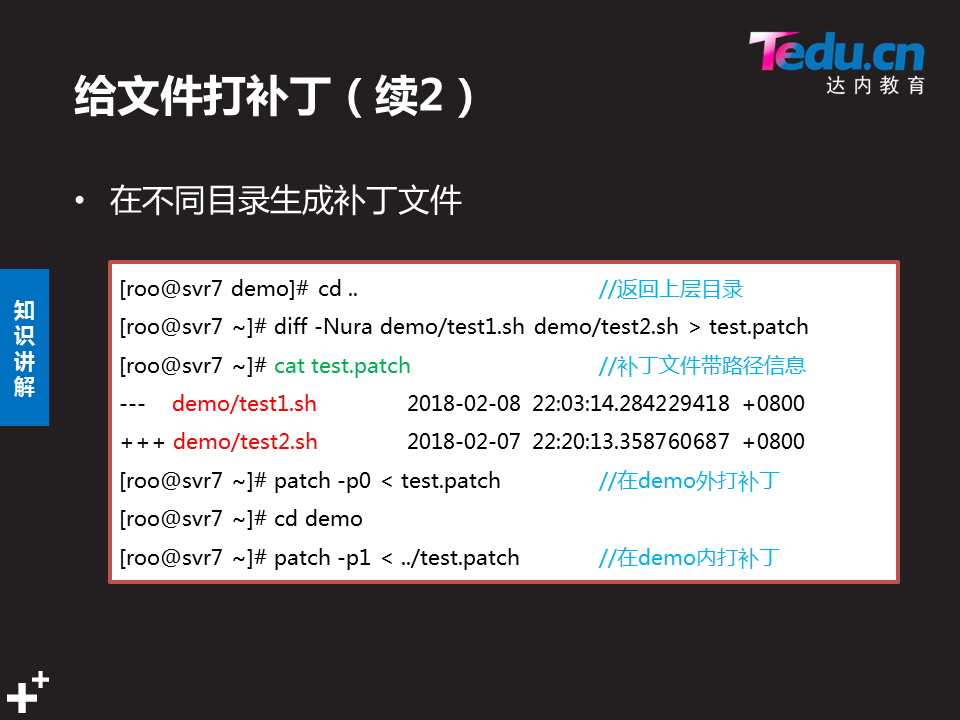 Tedu.cn
达内教育
给文件打补丁（续2）
• 在不同目录生成补丁文件
知识讲解
[roo@svr7 demo]# cd .. //返回上层目录
[roo@svr7 ~]# diff -Nura demo/test1.sh demo/test2.sh > test.patch
[roo@svr7 ~]# cat test.patch //补丁文件带路径信息
--- demo/test1.sh 2018-02-08 22:03:14.284229418 +0800
+++ demo/test2.sh 2018-02-07 22:20:13.358760687 +0800
[roo@svr7 ~]# patch -p0 < test.patch //在demo外打补丁
[roo@svr7 ~]# cd demo
[roo@svr7 ~]# patch -p1 < ../test.patch //在demo内打补丁